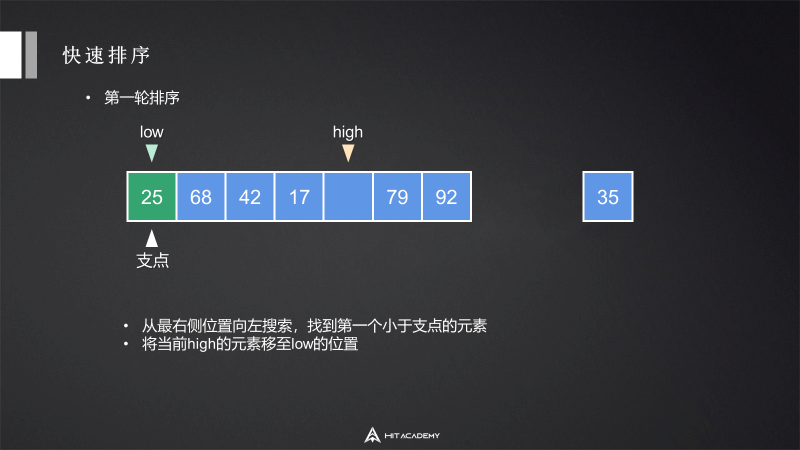 快速排序
• 第一轮排序
low high
25 68 42 17 79 92 35
支点
• 从最右侧位置向左搜索，找到第一个小于支点的元素
• 将当前high的元素移至low的位置
HIT ACADEMY